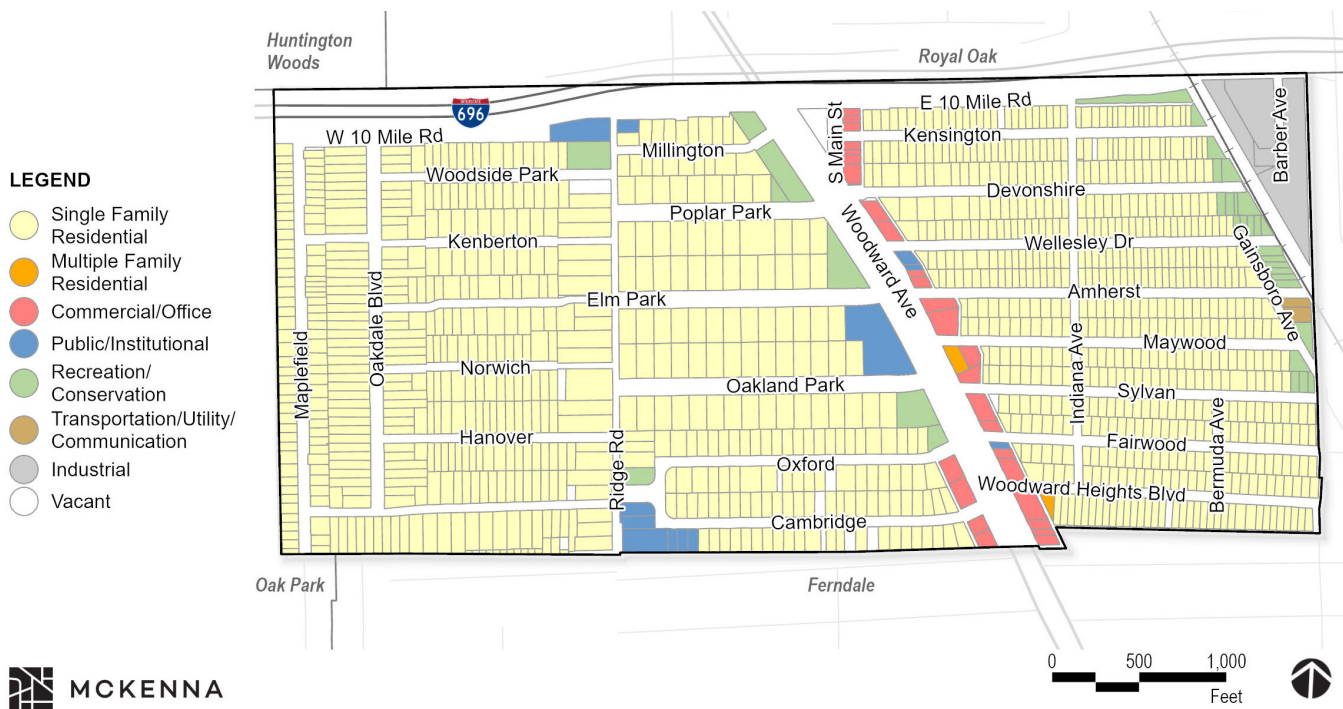 Huntington
Woods
Royal Oak
INTERSTATE
696
W 10 Mile Rd
E 10 Mile Rd
S Main St
Barber Ave
Kensington
Millington
Woodside Park
Devonshire
Poplar Park
Woodward Ave
Kenberton
Wellesley Dr
Gainsboro Ave
Elm Park
Amherst
Oakdale Blvd
Maplefield
Norwich
Maywood
Indiana Ave
Oakland Park
Sylvan
Bermuda Ave
Hanover
Ridge Rd
Fairwood
Oxford
Woodward Heights Blvd
Cambridge
Oak Park
Ferndale
LEGEND
Single Family
Residential
Multiple Family
Residential
Commercial/Office
Public/Institutional
Recreation/
Conservation
Transportation/Utility/
Communication
Industrial
Vacant
MCKENNA
0 500 1,000
Feet